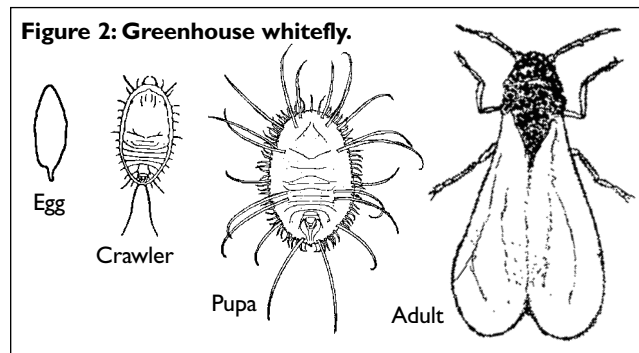 Figure 2: Greenhouse whitefly.
Egg
Crawler
Pupa
Adult